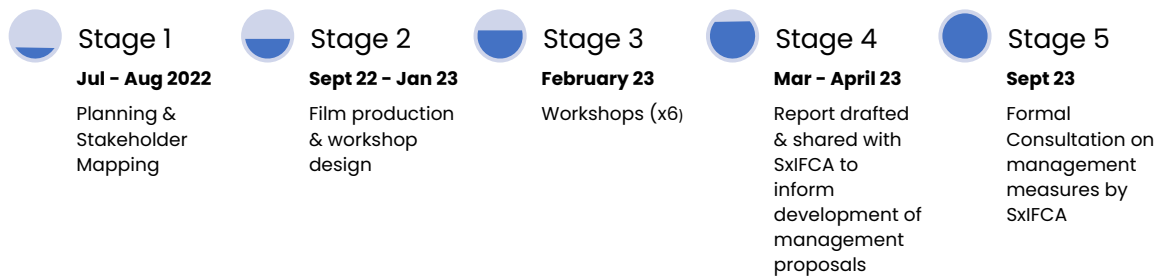 Stage 1
Jul - Aug 2022
Planning &
Stakeholder
Mapping
Stage 2
Sept 22 - Jan 23
Film production
& workshop
design
Stage 3
February 23
Workshops (x6)
Stage 4
Mar - April 23
Report drafted
& shared with
SxIFCA to
inform
development of
management
proposals
Stage 5
Sept 23
Formal
Consultation on
management
measures by
SxIFCA